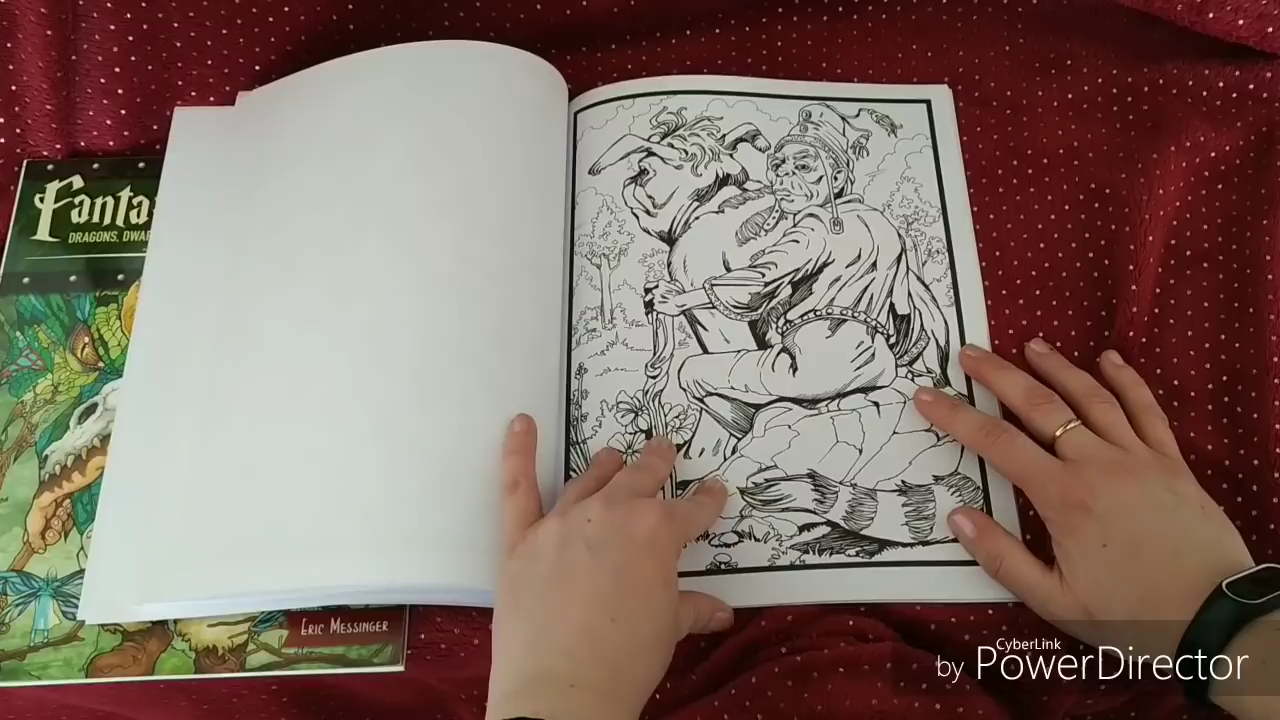 Fanta
DRAGONS, DWAR
ERIC MESSINGER
CyberLink
by PowerDirector